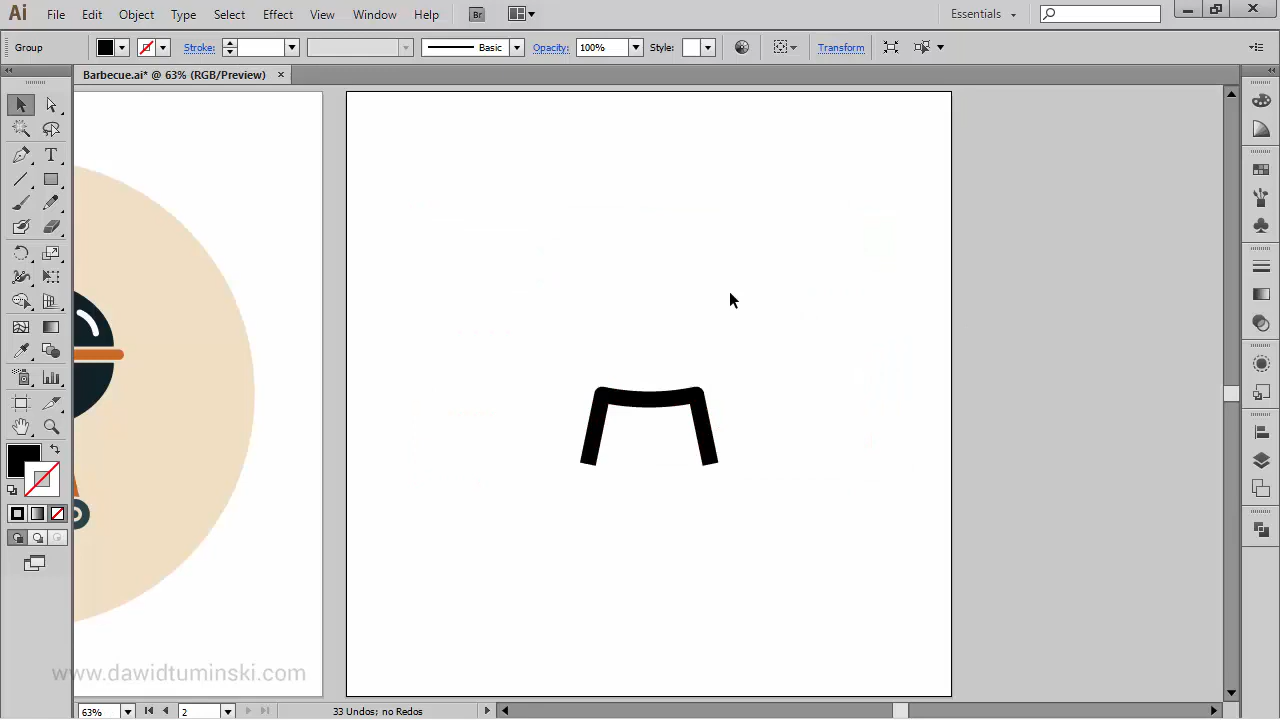 Ai File Edit Object Type Select Effect View Window Help Br Essentials
Group Stroke: Basic Opacity: 100% Style: Transform
Barbecue.ai* @ 63% (RGB/Preview) ×
T
www.dawidtuminski.com
63% 2 33 Undos; no Redos